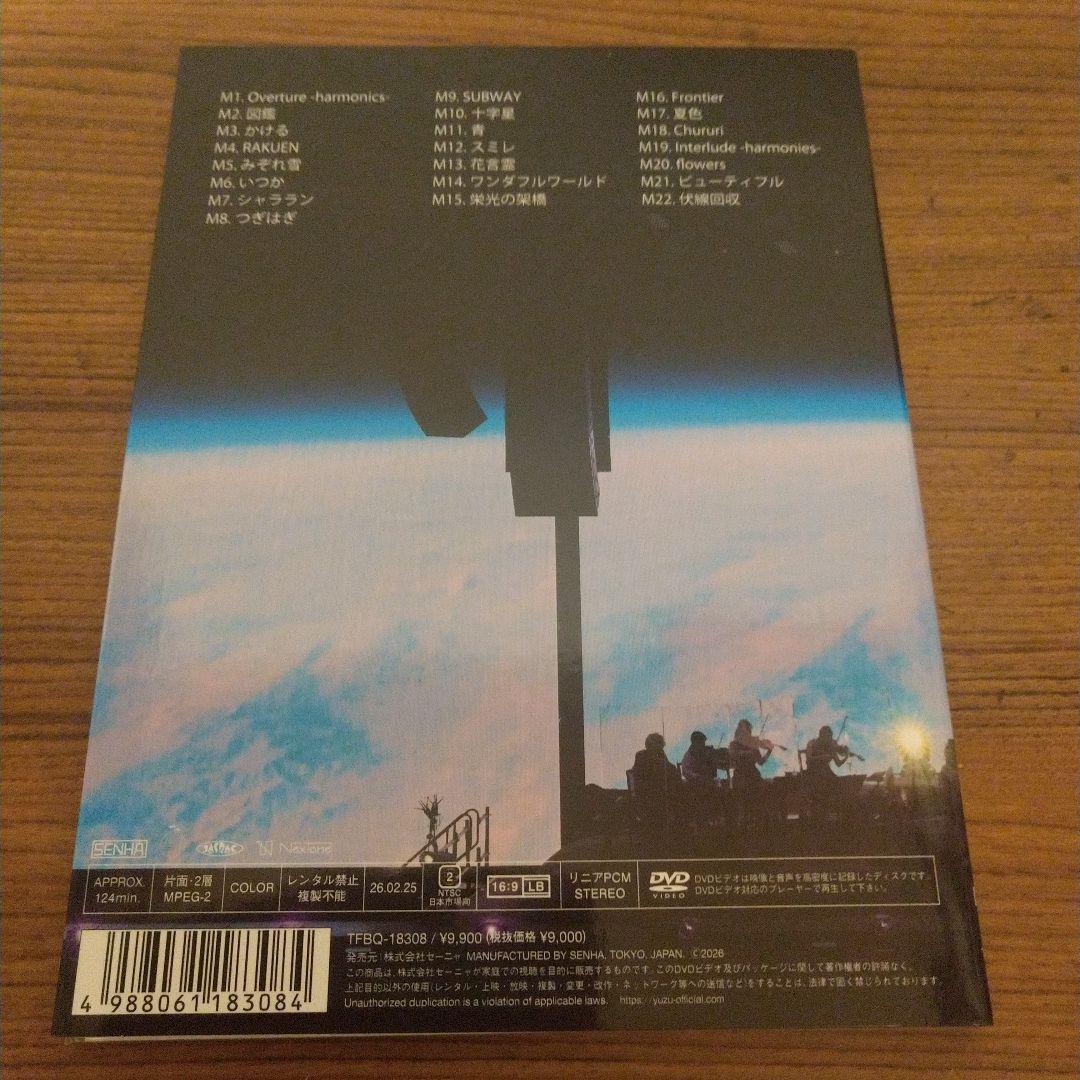 M1. Overture -harmonics-
M2. 図鑑
M3. かける
M4. RAKUEN
M5. みぞれ雪
M6. いつか
M7. シャララン
M8. つぎはぎ
M9. SUBWAY
M10. 十字星
M11. 青
M12. スミレ
M13. 花言霊
M14. ワンダフルワールド
M15. 栄光の架橋
M16. Frontier
M17. 夏色
M18. Chururi
M19. Interlude -harmonies-
M20. flowers
M21. ビューティフル
M22. 伏線回収
SENHA
JASRAC
NexTone
APPROX.
124min.
片面・2層
MPEG-2
COLOR
レンタル禁止
複製不能
26.02.25
2
NTSC
日本市場向
16:9 LB
リニアPCM
STEREO
DVD
VIDEO
DVDビデオは映像と音声を高密度に記録したディスクです。
DVDビデオ対応のプレーヤーで再生して下さい。
TFBQ-18308 / ¥9,900 (税抜価格 ¥9,000)
発売元 | 株式会社セーニャ MANUFACTURED BY SENHA, TOKYO, JAPAN. Ⓒ2026
この商品は、株式会社セーニャが家庭での視聴を目的に販売するものです。このDVDビデオ及びパッケージに関して著作権者の許諾なく、
上記目的以外の使用(レンタル・上映・放映・複製・変更・改作・ネットワーク等への送信など)をすることは、法律で固く禁じられております。
Unauthorized duplication is a violation of applicable laws. https://yuzu-official.com
4 988061 183084